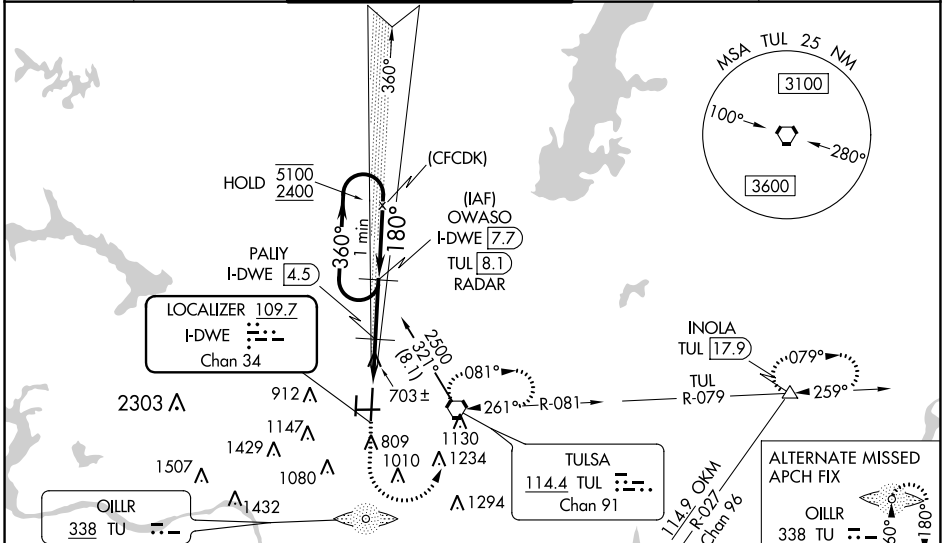 MSA TUL 25 NM
3100
100°
280°
3600
360°
(CFCDK)
HOLD 5100
2400
(IAF)
OWASO
I-DWE 7.7
TUL 8.1
RADAR
360°
1 min
180°
PALIY
I-DWE 4.5
LOCALIZER 109.7
I-DWE
Chan 34
2500
321°
(8.1)
INOLA
TUL 17.9
079°
259°
081°
261°
R-081
TUL
R-079
703±
2303
912
1147
1429
1507
1080
1432
809
1010
1130
1234
1294
TULSA
114.4 TUL
Chan 91
114.9 OKM
R-027
Chan 96
OILLR
338 TU
ALTERNATE MISSED
APCH FIX
OILLR
338 TU
180°